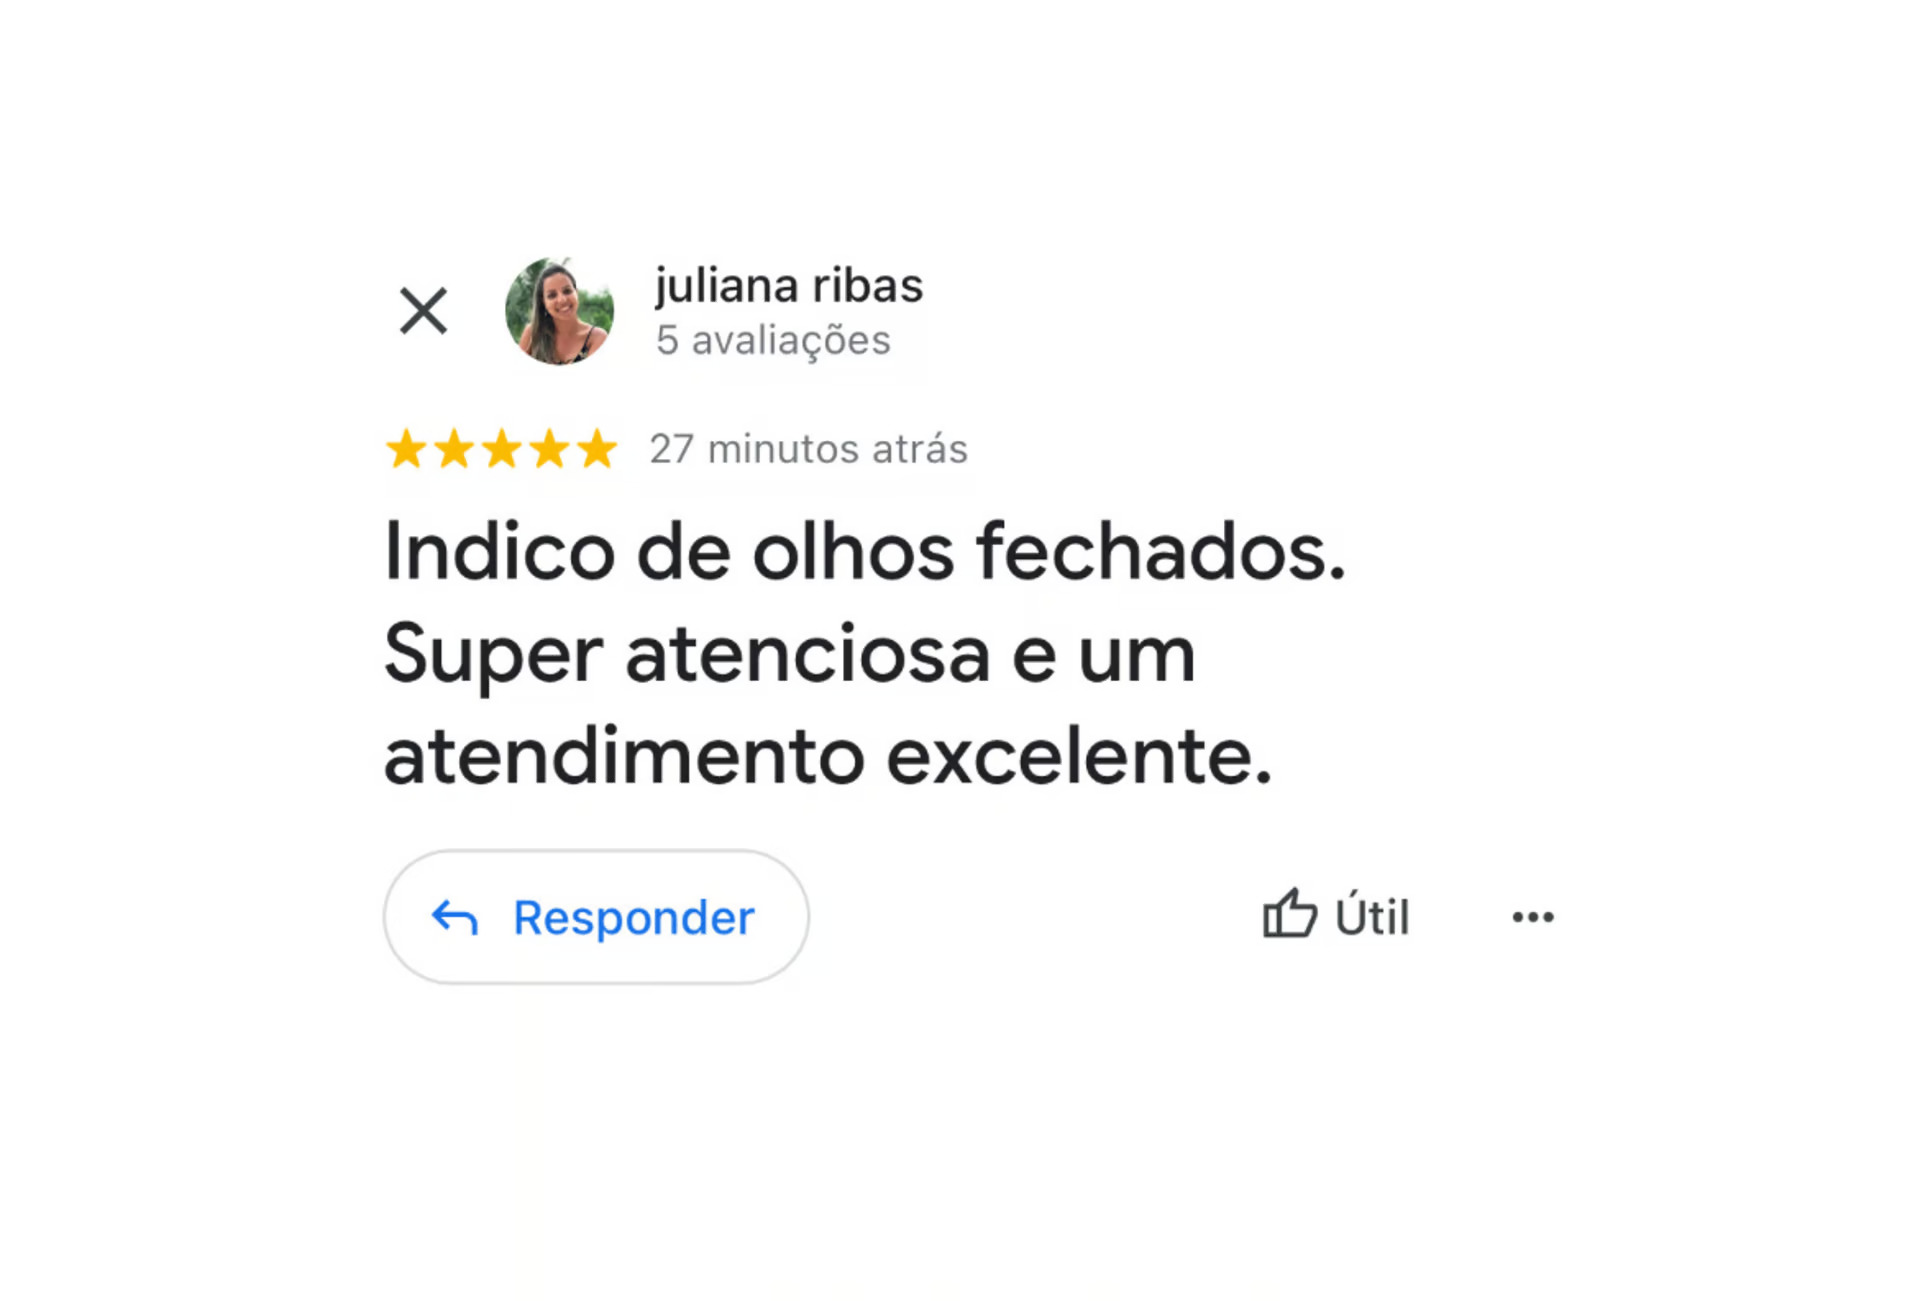 juliana ribas
5 avaliações
27 minutos atrás
Indico de olhos fechados.
Super atenciosa e um
atendimento excelente.
Responder
Útil